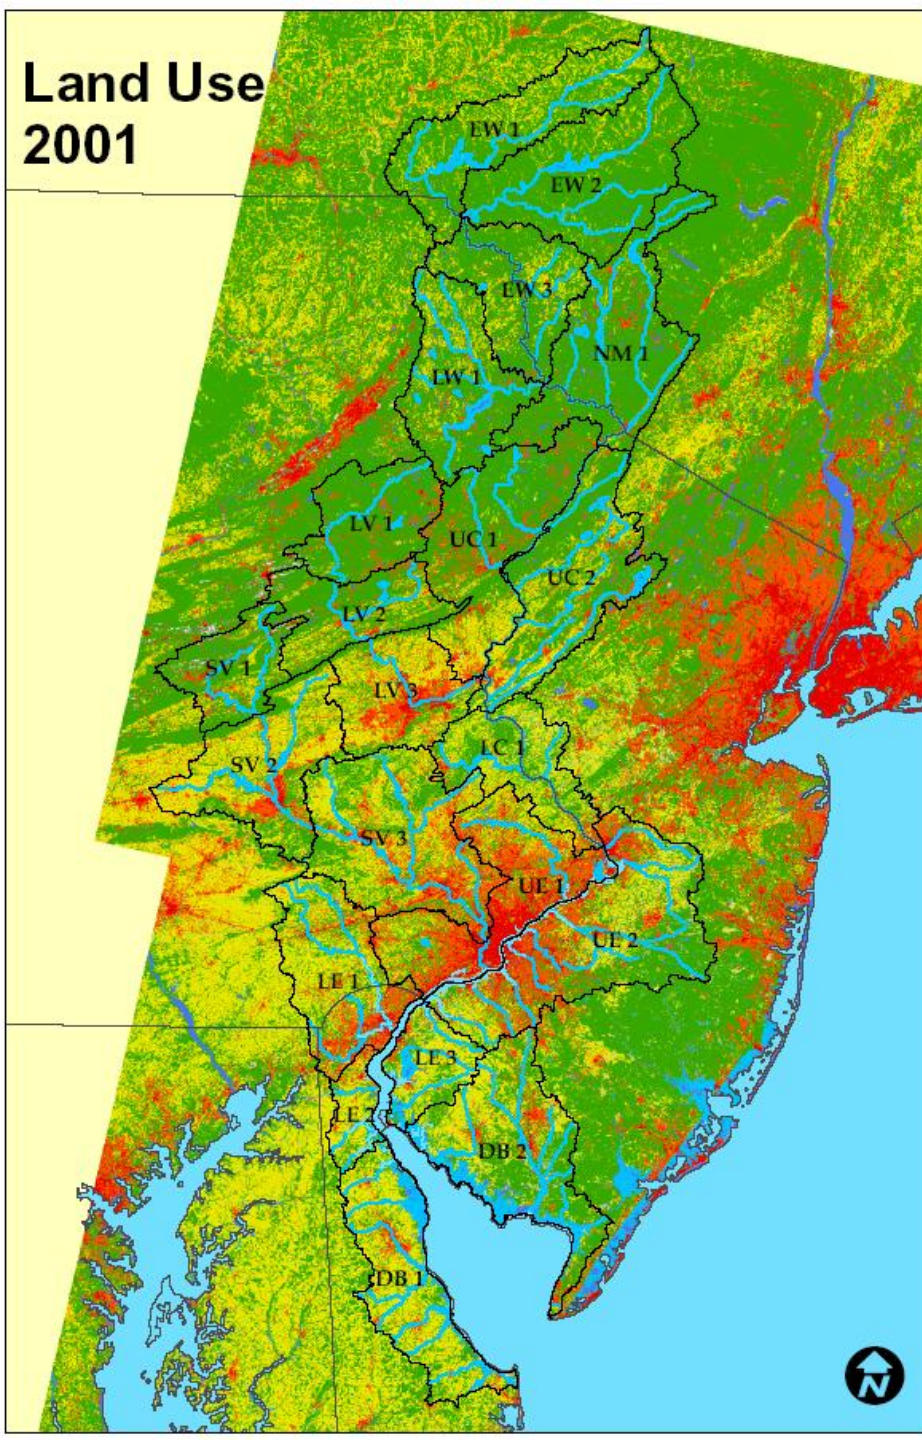 Land Use
2001
EW 1
EW 2
LW 3
NM 1
LW 1
LV 1
UC 1
UC 2
LV 2
SV 1
LV 3
LC 1
SV 2
SV 3
UE 1
UE 2
LE 1
LE 3
LE 2
DB 2
DB 1
N